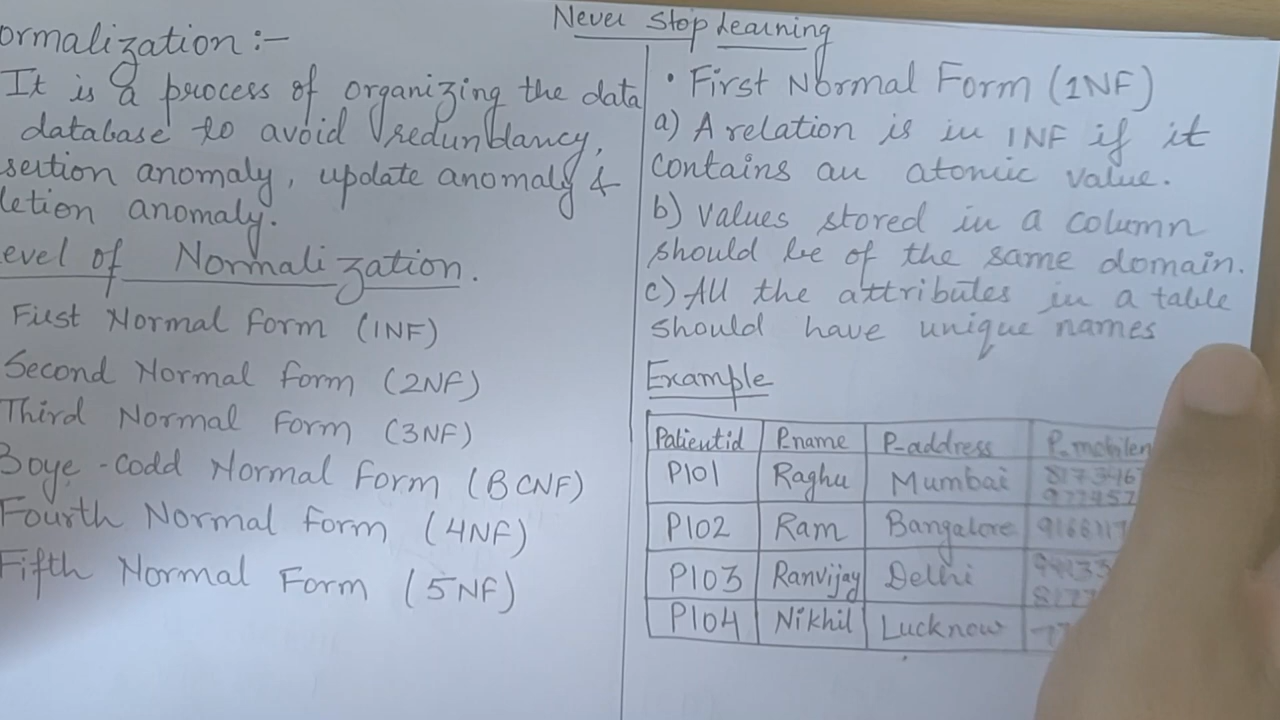 Never Stop Learning
ormalization :-
It is a process of organizing the data
database to avoid redundancy,
sertion anomaly, update anomaly &
letion anomaly.
evel of Normalization.
First Normal Form (1NF)
Second Normal Form (2NF)
Third Normal Form (3NF)
Boye-Codd Normal Form (BCNF)
Fourth Normal Form (4NF)
Fifth Normal Form (5NF)
• First Normal Form (1NF)
a) A relation is in 1NF if it
contains an atomic value.
b) Values stored in a column
should be of the same domain.
c) All the attributes in a table
should have unique names
Example
Patientid P.name P-address P.mobilen
P101 Raghu Mumbai
P102 Ram Bangalore
P103 Ranvijay Delhi
P104 Nikhil Lucknow